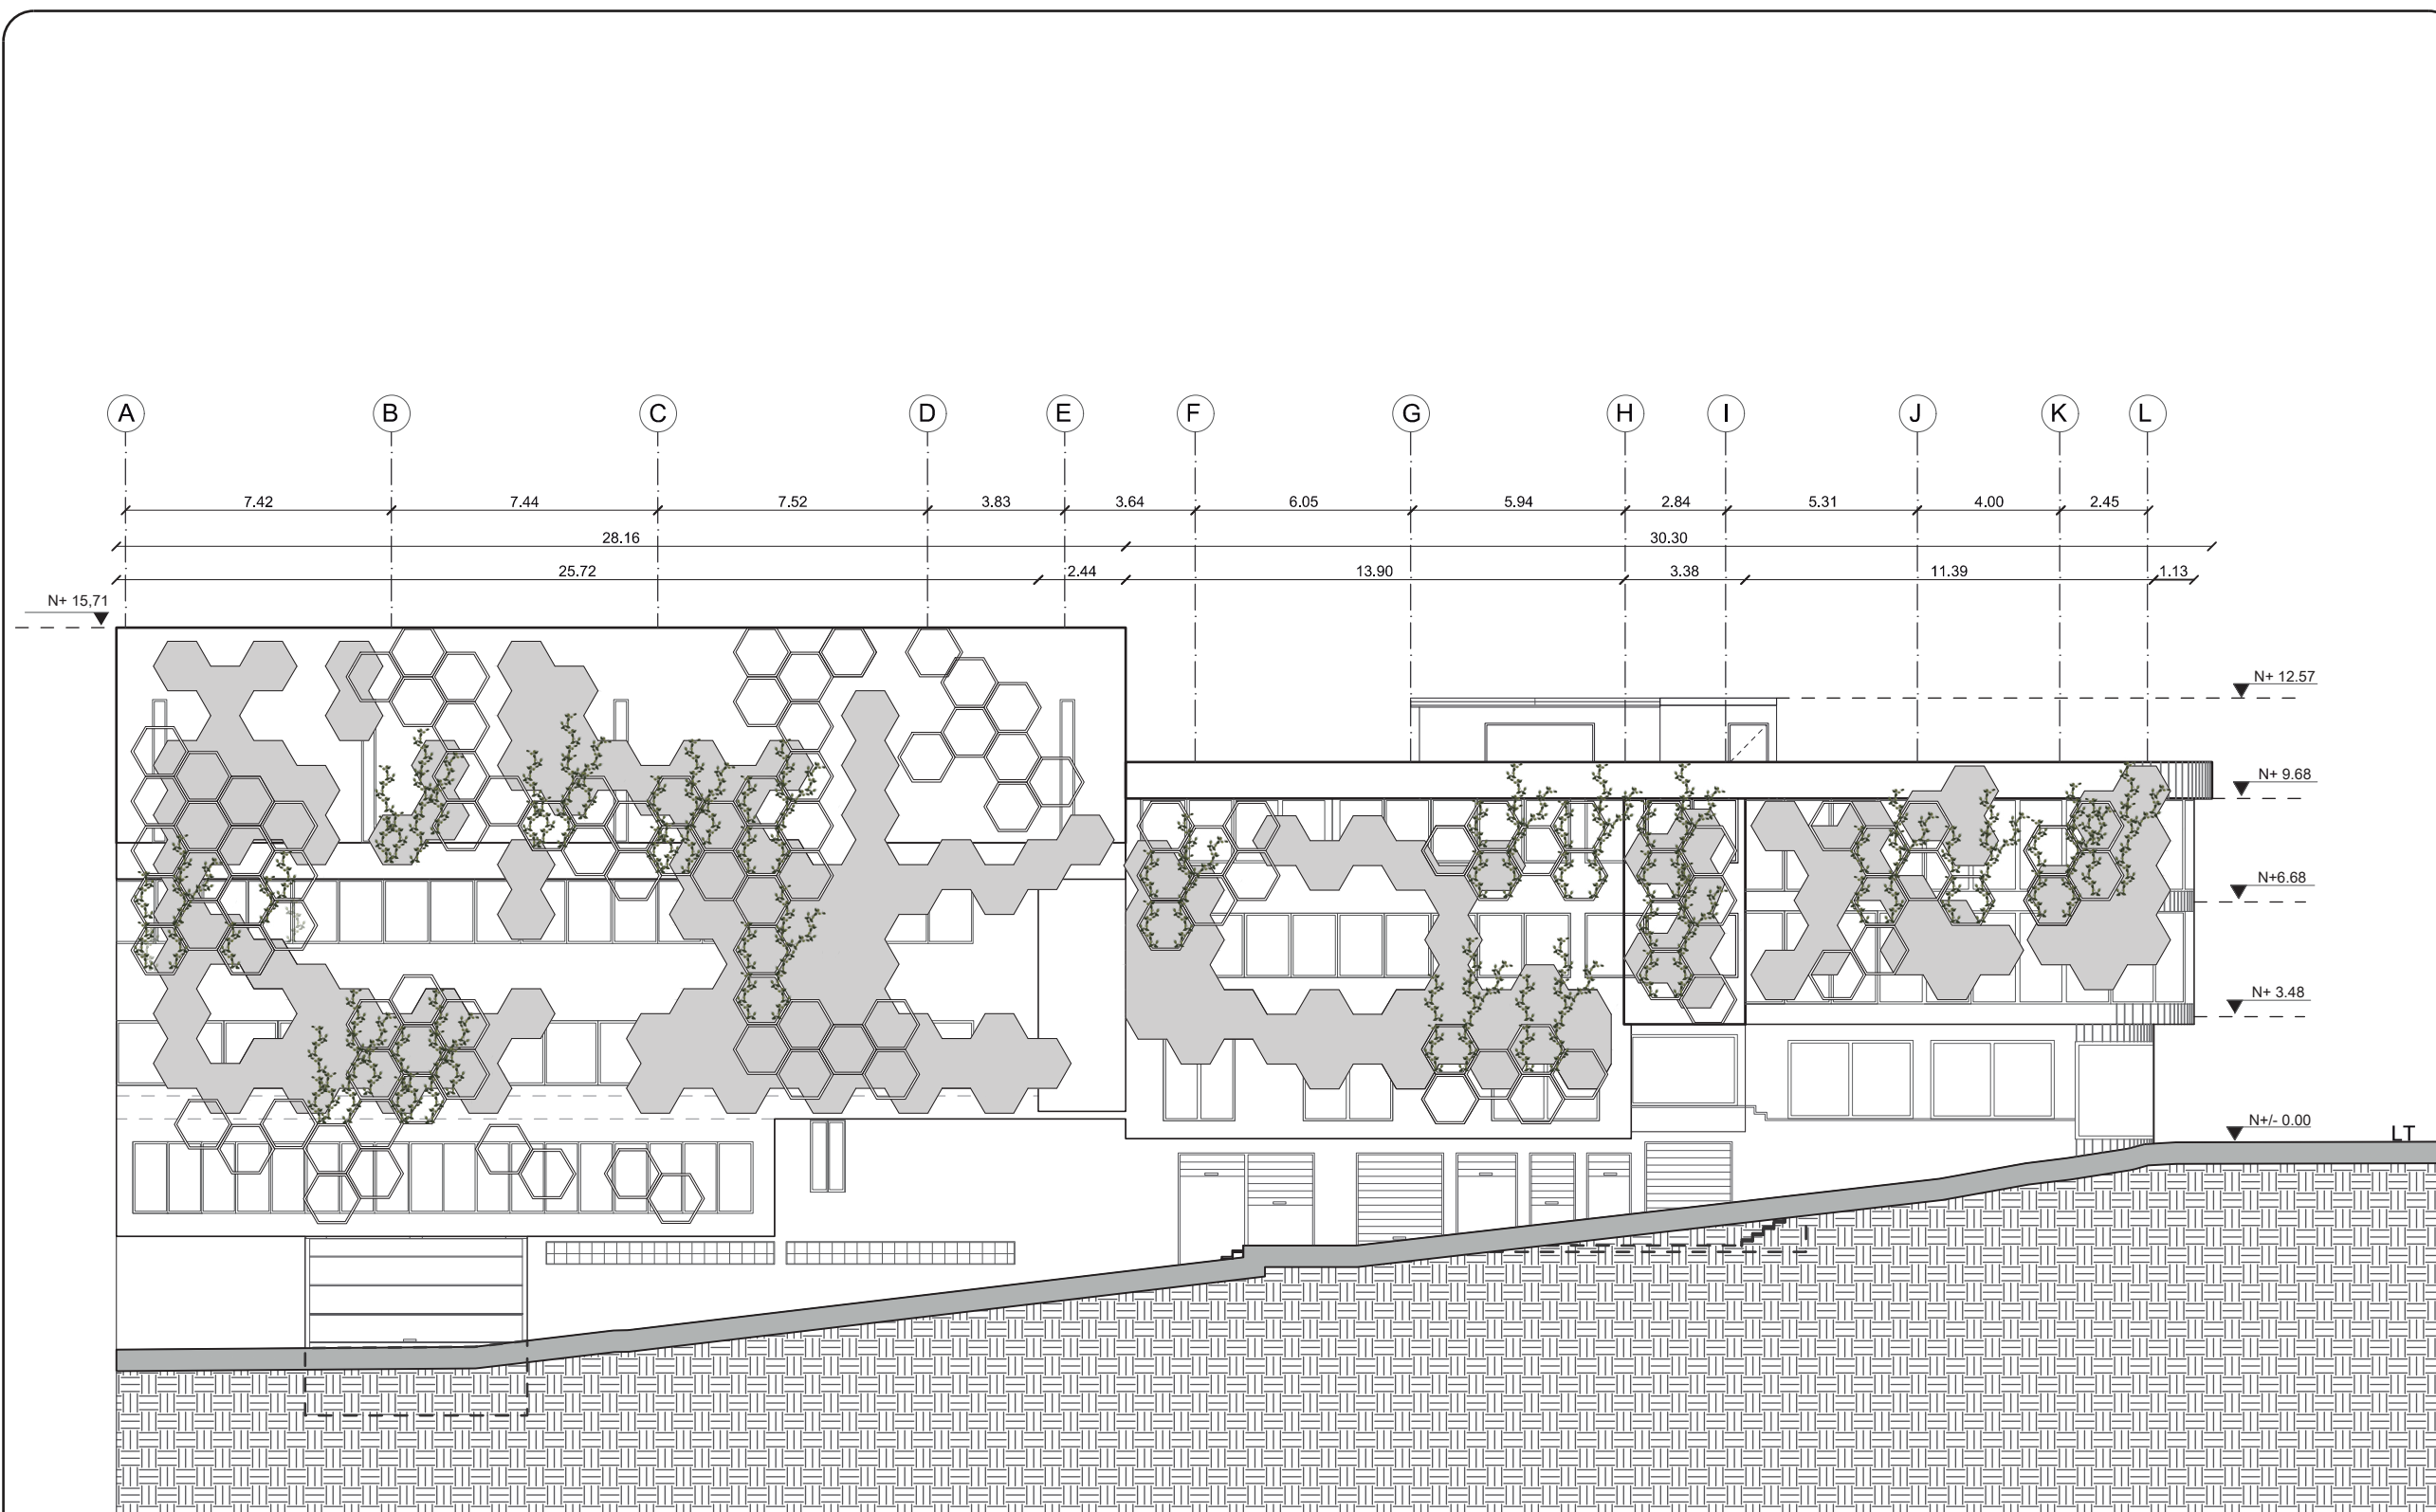 A B C D E F G H I J K L
7.42 7.44 7.52 3.83 3.64 6.05 5.94 2.84 5.31 4.00 2.45
28.16 30.30
25.72 2.44 13.90 3.38 11.39 1.13
N+ 15,71
N+ 12.57
N+ 9.68
N+6.68
N+ 3.48
N+/- 0.00
LT